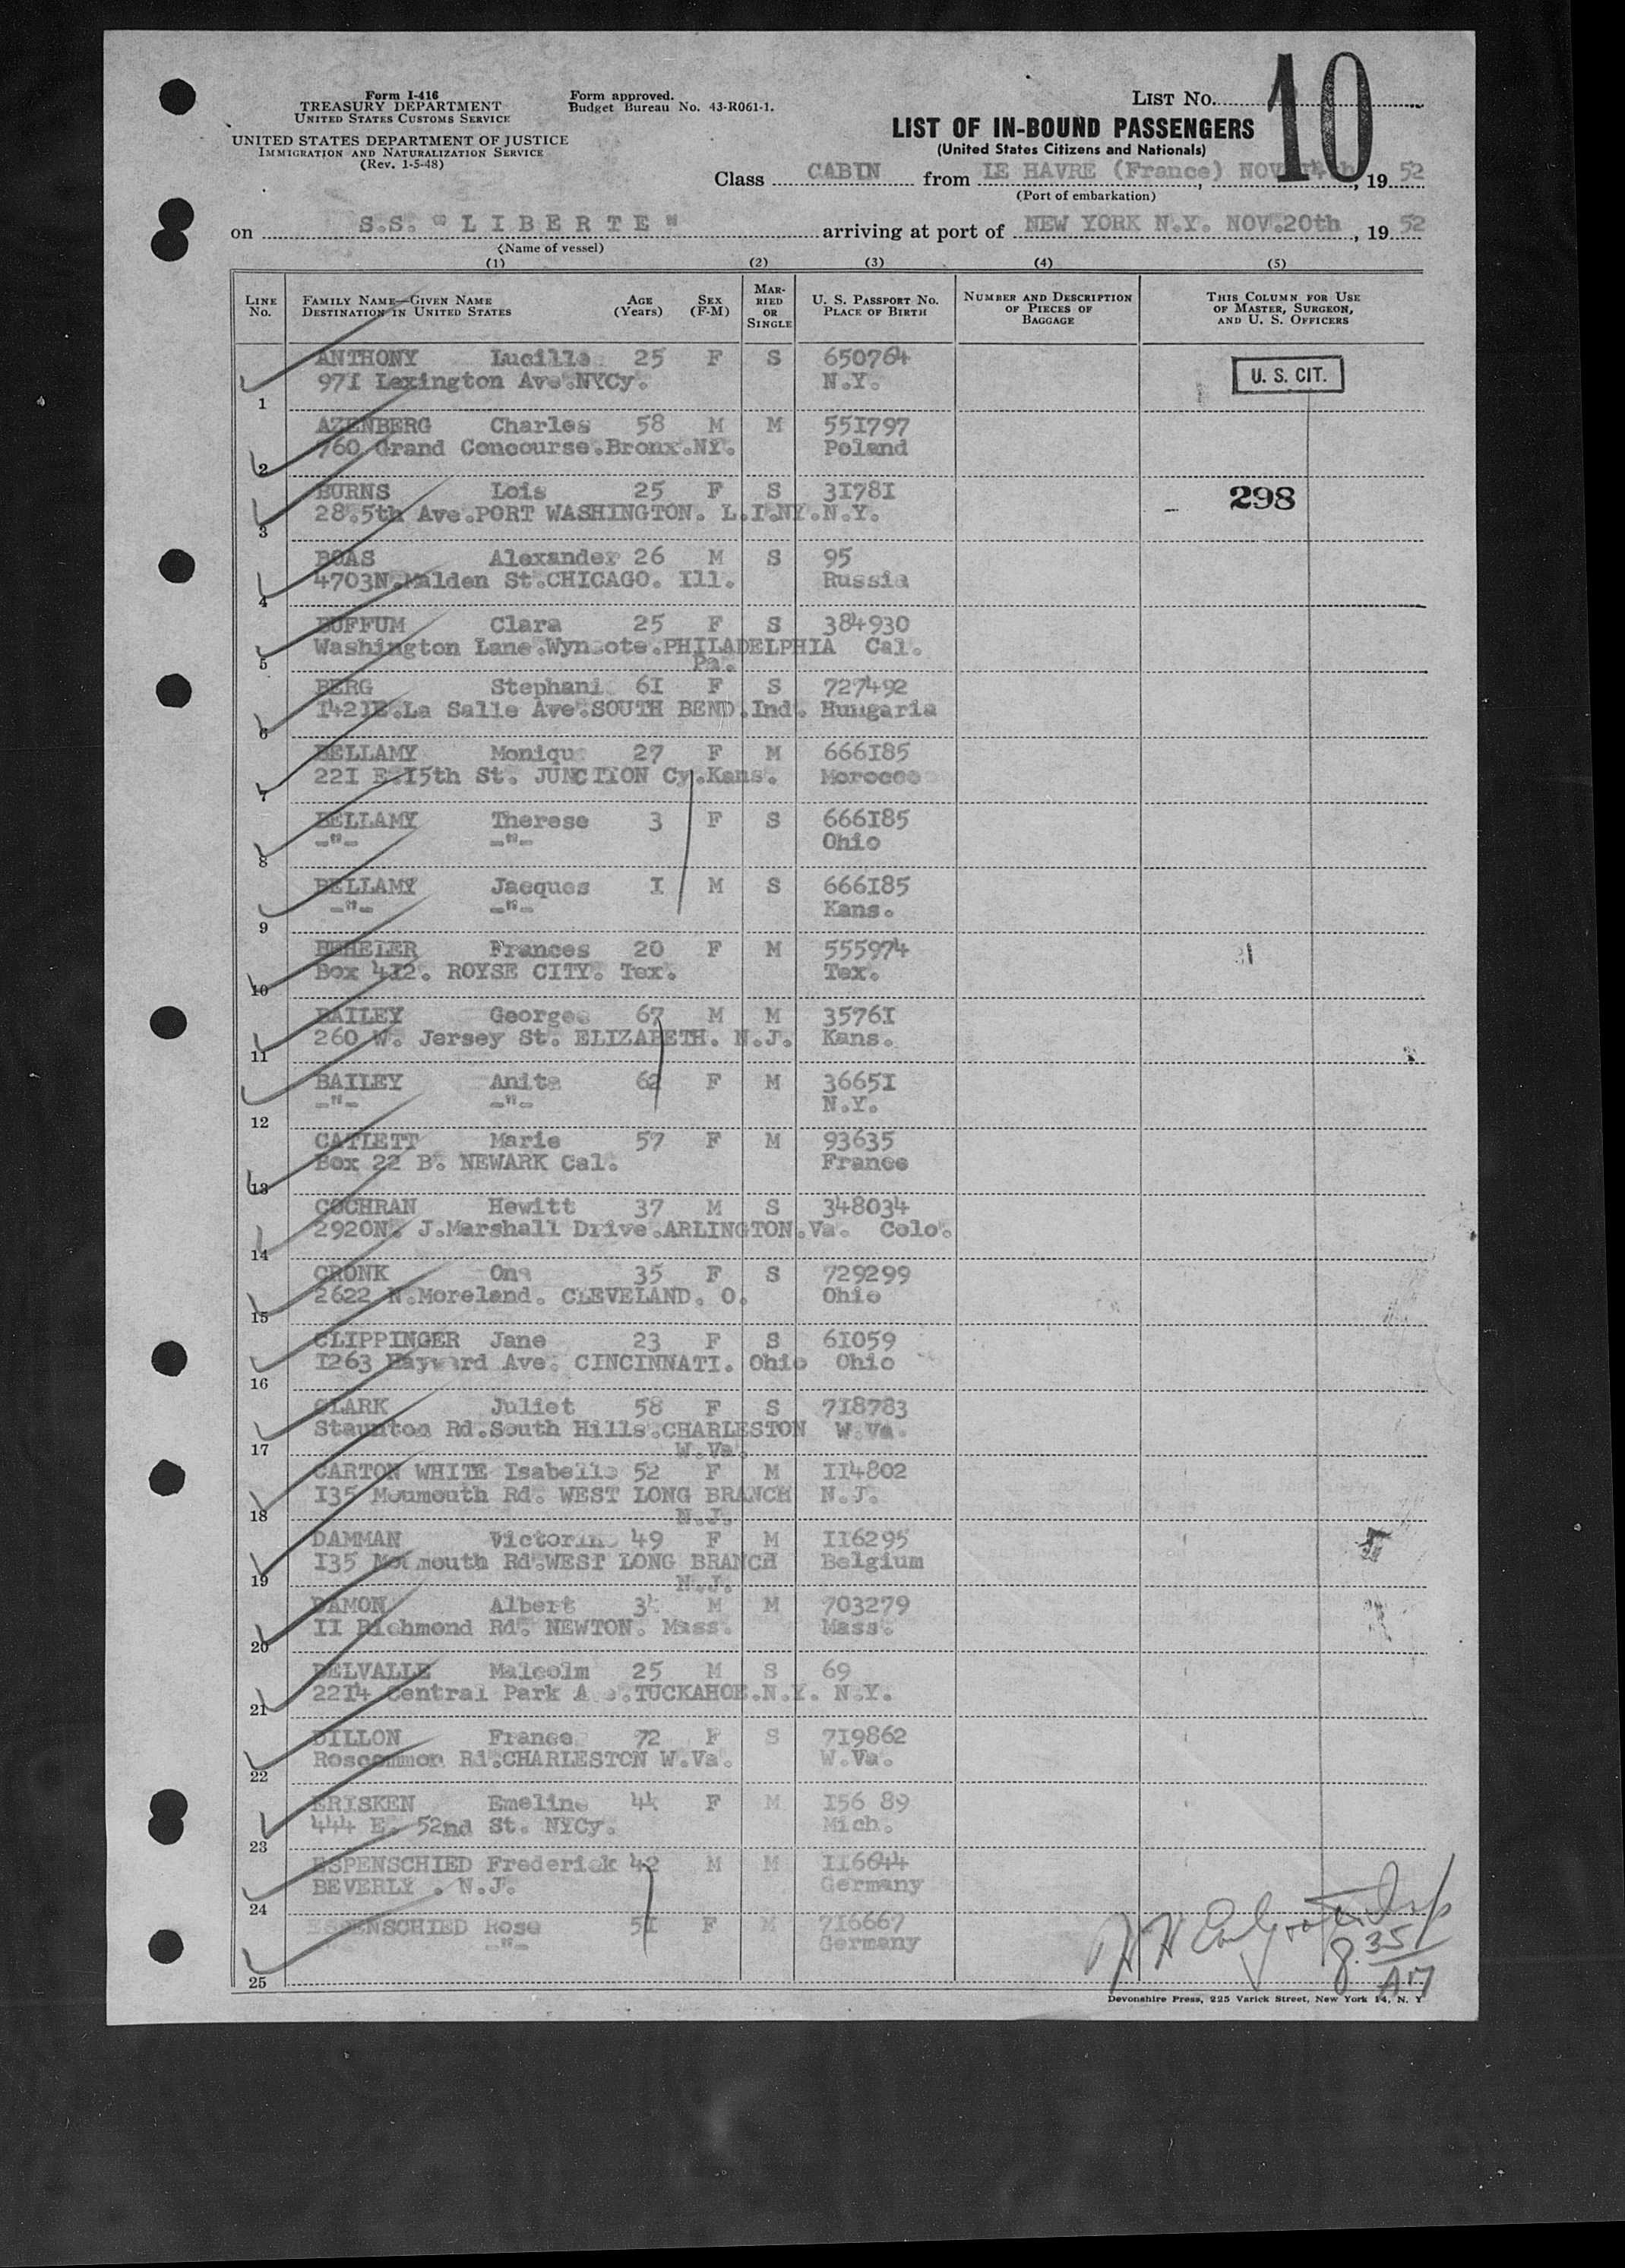 Form I-416
TREASURY DEPARTMENT
UNITED STATES CUSTOMS SERVICE
UNITED STATES DEPARTMENT OF JUSTICE
IMMIGRATION AND NATURALIZATION SERVICE
(Rev. 1-5-48)
Form approved.
Budget Bureau No. 43-R061-1.
LIST No. 10
LIST OF IN-BOUND PASSENGERS
(United States Citizens and Nationals)
Class CABIN from LE HAVRE (France) NOV , 19 52
(Port of embarkation)
on S.S. "LIBERTE" arriving at port of NEW YORK N.Y. NOV.20th, 19 52
(Name of vessel)
(1) (2) (3) (4) (5)
LINE No. FAMILY NAME—GIVEN NAME DESTINATION IN UNITED STATES AGE (Years) SEX (F-M) MARRIED OR SINGLE U. S. PASSPORT No. PLACE OF BIRTH NUMBER AND DESCRIPTION OF PIECES OF BAGGAGE THIS COLUMN FOR USE OF MASTER, SURGEON, AND U. S. OFFICERS
ANTHONY Lucille 25 F S 650764
971 Lexington Ave.NYCy. N.Y. U. S. CIT.
1
AZENBERG Charles 58 M M 551797
760 Grand Concourse.Bronx.NY. Poland
2
BURNS Lois 25 F S 31781 298
28.5th Ave.PORT WASHINGTON. L.I.NY.N.Y.
3
BOAS Alexander 26 M S 95
4703N.Malden St.CHICAGO. Ill. Russia
4
BUFFUM Clara 25 F S 384930
Washington Lane.Wyncote.PHILADELPHIA Cal.
5 Pa.
BERG Stephani 61 F S 727492
1421E.La Salle Ave.SOUTH BEND.Ind. Hungaria
6
BELLAMY Monique 27 F M 666185
221 E.15th St. JUNCTION Cy.Kans. Morocco
7
BELLAMY Therese 3 F S 666185
-"- -"- Ohio
8
BELLAMY Jacques 1 M S 666185
-"- -"- Kans.
9
Frances 20 F M 555974
Box 412. ROYSE CITY. Tex. Tex.
10
BAILEY George 67 M M 35761
260 W. Jersey St. ELIZABETH. N.J. Kans.
11
BAILEY Anita 62 F M 36651
-"- -"- N.Y.
12
CATLETT Marie 57 F M 93635
Box 22 B. NEWARK Cal. France
13
COCHRAN Hewitt 37 M S 348034
2920N. J.Marshall Drive.ARLINGTON.Va. Colo.
14
CRONK Ona 35 F S 729299
2622 N.Moreland. CLEVELAND. O. Ohio
15
CLIPPINGER Jane 23 F S 61059
1263 Hayward Ave. CINCINNATI. Ohio Ohio
16
CLARK Juliet 58 F S 718783
Staunton Rd.South Hills.CHARLESTON W.Va.
17 W.Va.
CARTON WHITE Isabelle 52 F M 114802
135 Moumouth Rd. WEST LONG BRANCH N.J.
18 N.J.
DAMMAN Victorine 49 F M 116295
135 Monmouth Rd.WEST LONG BRANCH Belgium
19 N.J.
DAMON Albert M M 703279
11 Richmond Rd. NEWTON. Mass. Mass.
20
DELVALLE Malcolm 25 M S 69
2214 Central Park Ave.TUCKAHOE.N.Y. N.Y.
21
DILLON France 72 F S 719862
Roscommon Rd.CHARLESTON W.Va. W.Va.
22
ERISKEN Emeline 44 F M 156 89
444 E. 52nd St. NYCy. Mich.
23
ESPENSCHIED Frederick 42 M M 116644
BEVERLY . N.J. Germany
24
ESPENSCHIED Rose 51 F M 716667
-"- Germany
25
8 35/AM
Devonshire Press, 225 Varick Street, New York 14, N. Y.